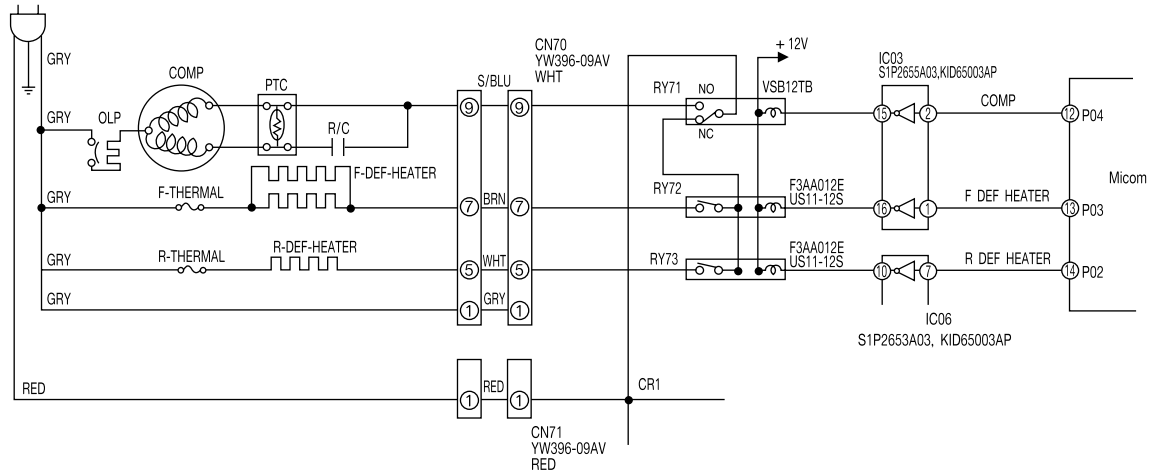 GRY
GRY
OLP
COMP
PTC
R/C
S/BLU
9
9
CN70
YW396-09AV
WHT
RY71
NO
NC
+ 12V
VSB12TB
IC03
S1P2655A03,KID65003AP
15
2
COMP
12
P04
Micom
GRY
F-THERMAL
F-DEF-HEATER
7
BRN
7
RY72
F3AA012E
US11-12S
16
1
F DEF HEATER
13
P03
GRY
R-THERMAL
R-DEF-HEATER
5
WHT
5
RY73
F3AA012E
US11-12S
10
7
R DEF HEATER
14
P02
GRY
1
GRY
1
IC06
S1P2653A03, KID65003AP
RED
1
RED
1
CR1
CN71
YW396-09AV
RED